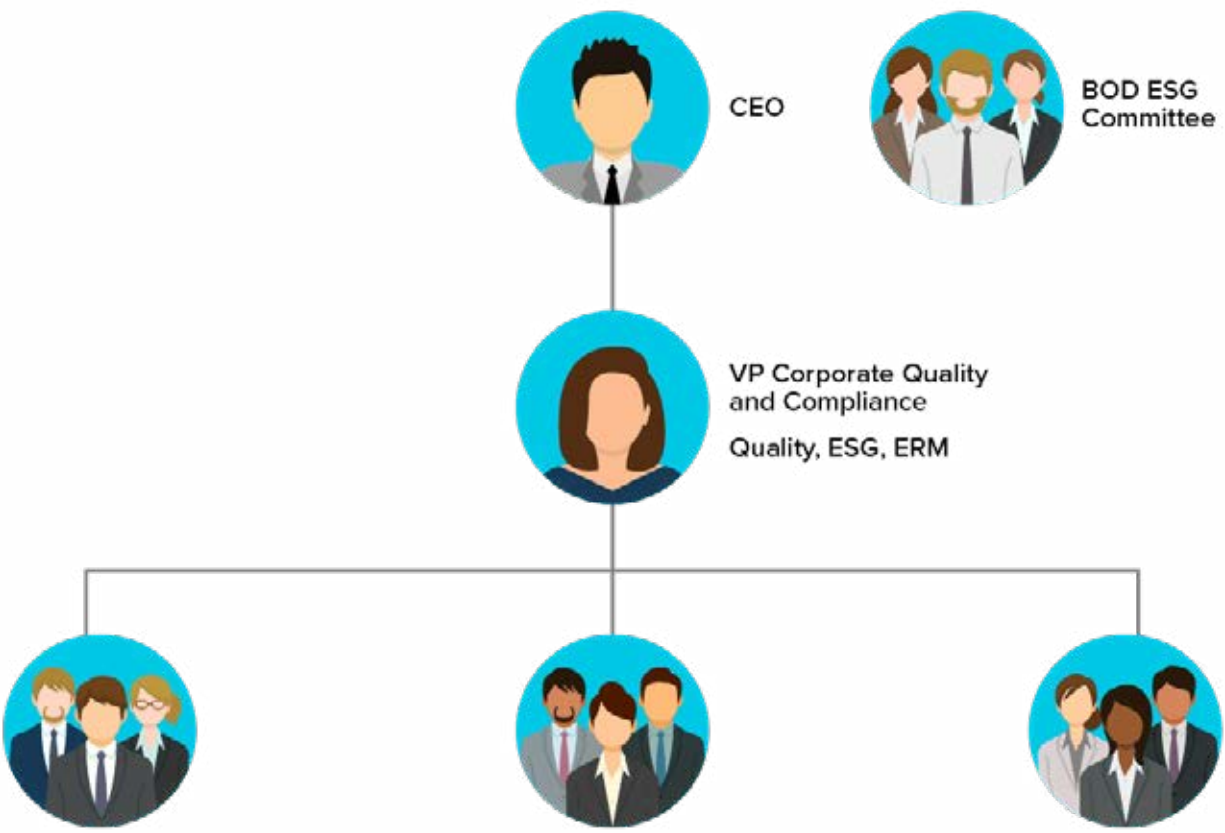 CEO
BOD ESG
Committee
VP Corporate Quality
and Compliance
Quality, ESG, ERM